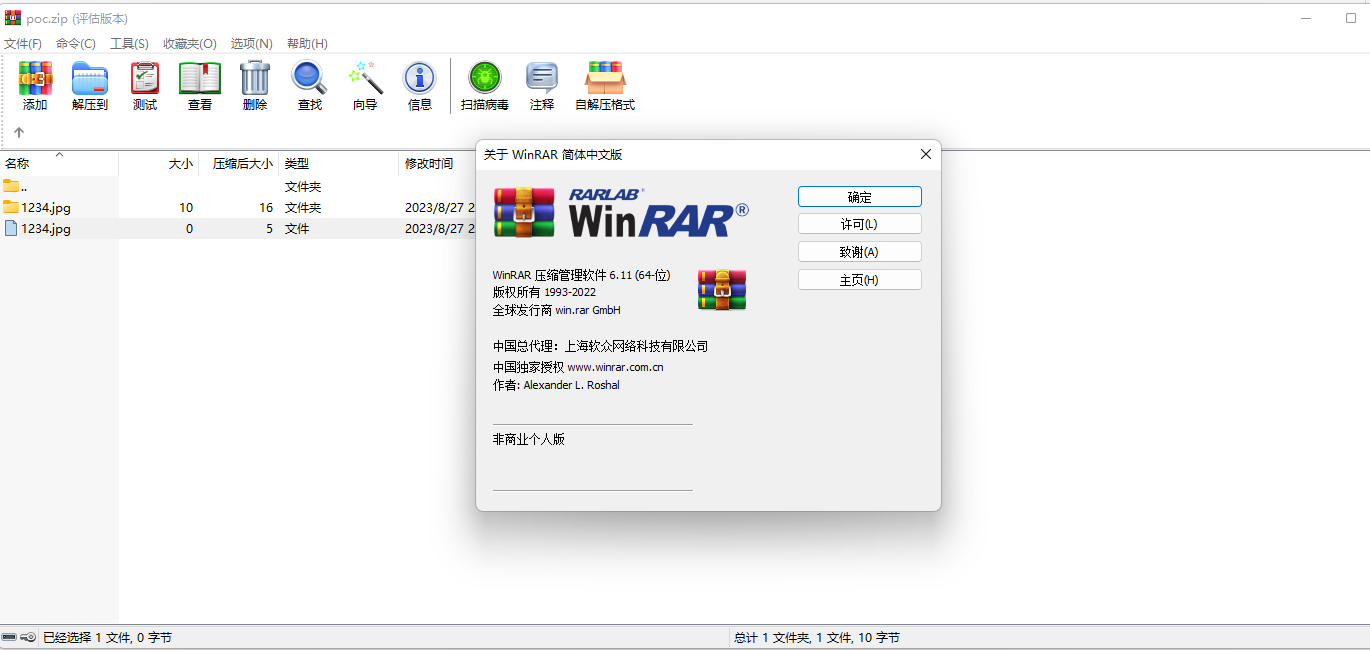 poc.zip (评估版本)
文件(F) 命令(C) 工具(S) 收藏夹(O) 选项(N) 帮助(H)
添加 解压到 测试 查看 删除 查找 向导 信息 扫描病毒 注释 自解压格式
名称 大小 压缩后大小 类型 修改时间
.. 文件夹
1234.jpg 10 16 文件夹 2023/8/27 2
1234.jpg 0 5 文件 2023/8/27 2
关于 WinRAR 简体中文版
RARLAB®
WinRAR®
确定
许可(L)
致谢(A)
主页(H)
WinRAR 压缩管理软件 6.11 (64-位)
版权所有 1993-2022
全球发行商 win.rar GmbH
中国总代理：上海软众网络科技有限公司
中国独家授权 www.winrar.com.cn
作者: Alexander L. Roshal
非商业个人版
已经选择 1 文件, 0 字节
总计 1 文件夹, 1 文件, 10 字节